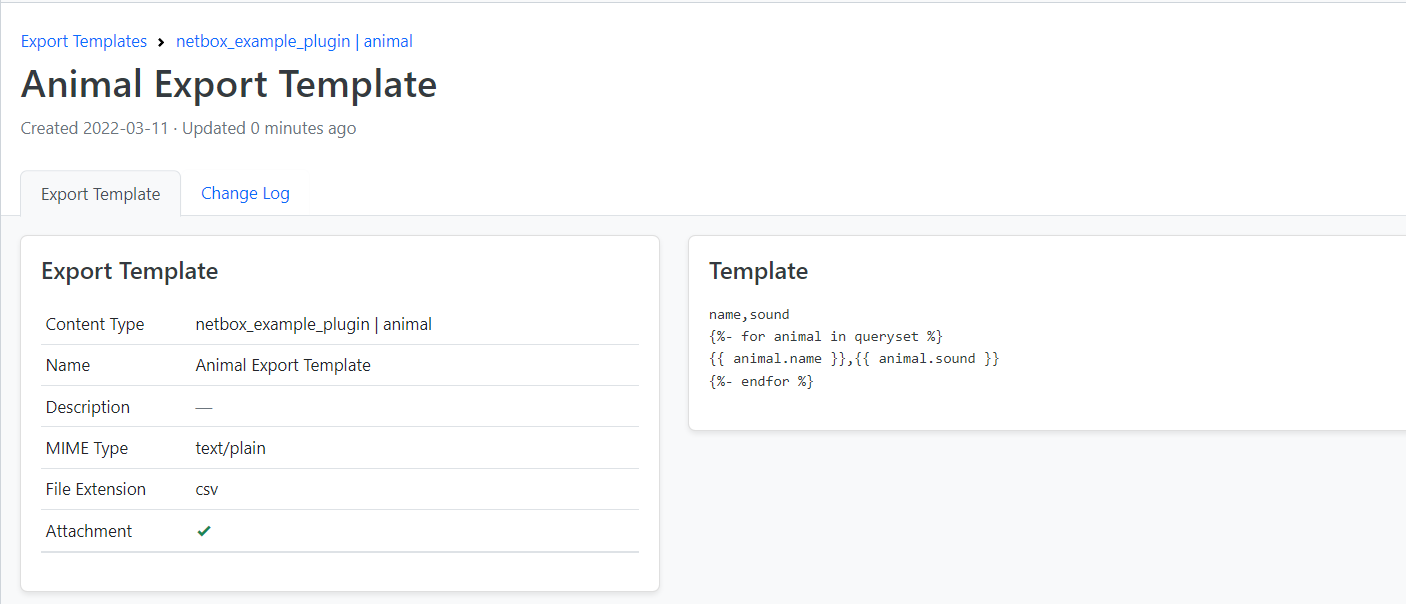 Export Templates > netbox_example_plugin | animal
Animal Export Template
Created 2022-03-11 · Updated 0 minutes ago
Export Template Change Log
Export Template
Content Type netbox_example_plugin | animal
Name Animal Export Template
Description —
MIME Type text/plain
File Extension csv
Attachment ✔
Template
name,sound
{%- for animal in queryset %}
{{ animal.name }},{{ animal.sound }}
{%- endfor %}